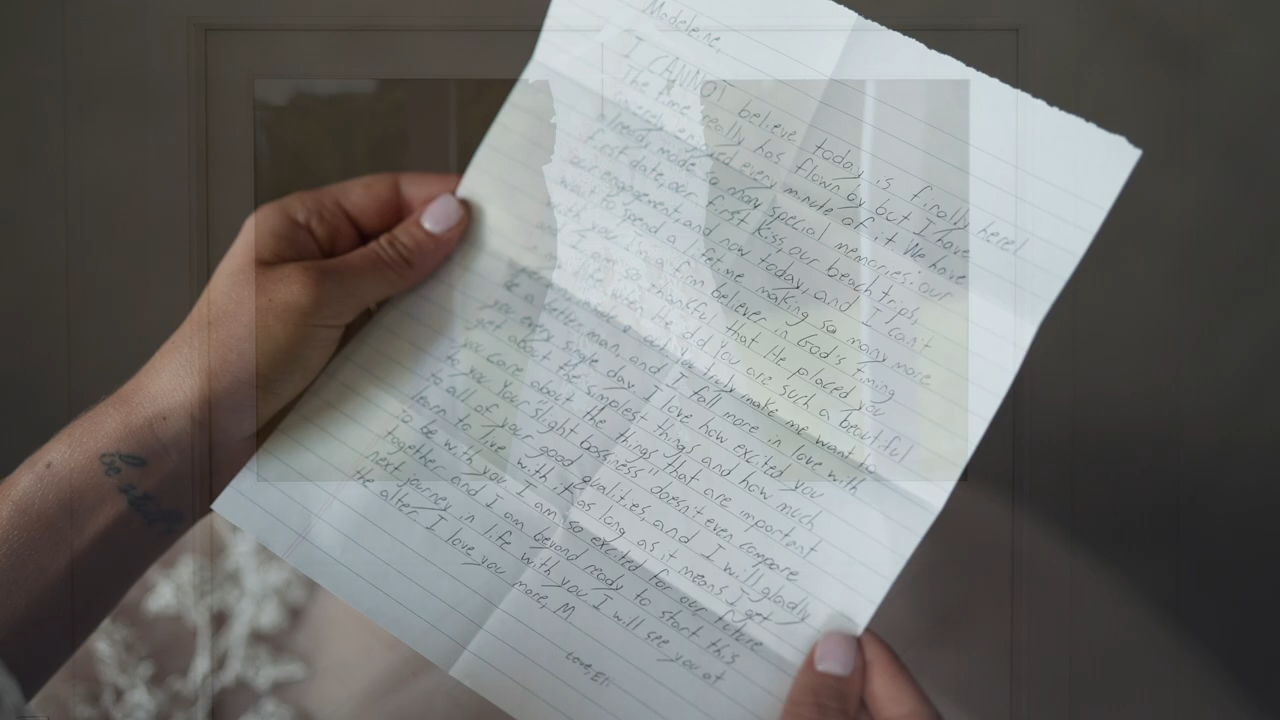 Madeleine,
I CANNOT believe today is finally here!
The time really has flown by but I have
enjoyed every minute of it. We have
already made so many special memories: our
first date, our first kiss, our beach trips,
our engagement, and now today, and I can't
wait to spend a lifetime making so many more
with you. I'm a firm believer in God's timing
and I am so thankful that He placed you
life when He did. You are such a beautiful
truly make me want to
be a better man, and I fall more in love with
you every single day. I love how excited you
get about the simplest things and how much
you care about the things that are important
to you. Your "slight bossiness" doesn't even compare
to all of your good qualities, and I will gladly
learn to live with it as long as it means I get
to be with you. I am so excited for our future
together and I am beyond ready to start this
next journey in life with you. I will see you at
the alter. I love you more, M
Love, Eli